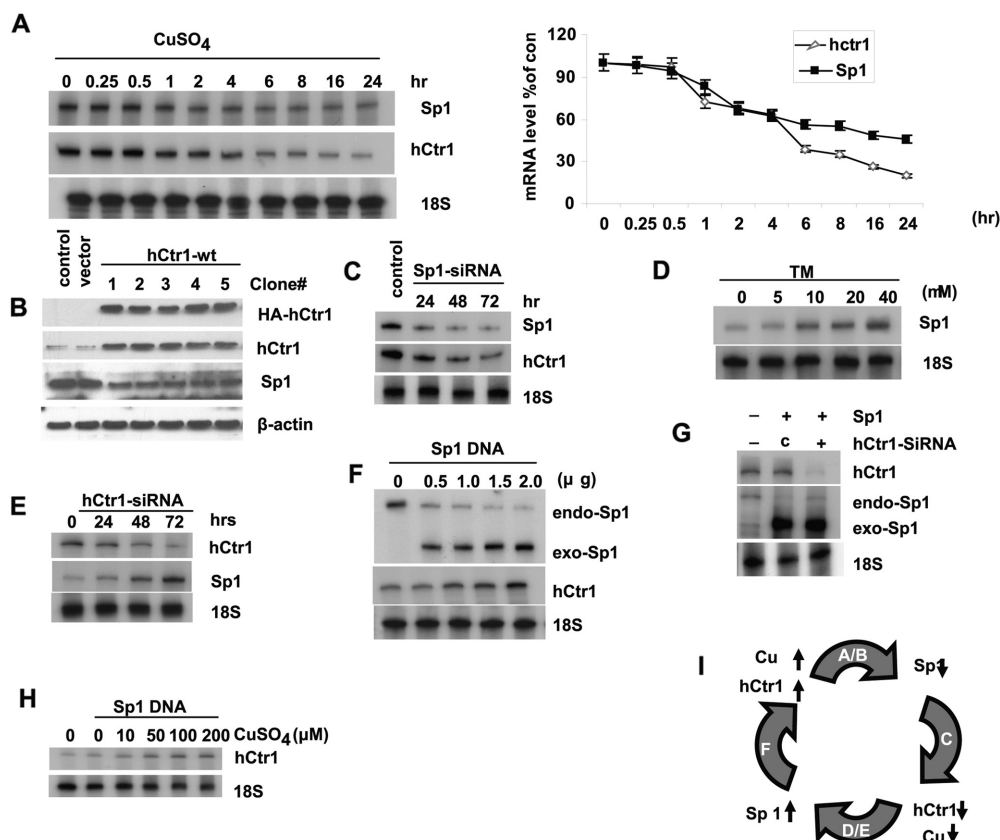 A
CuSO4
0 0.25 0.5 1 2 4 6 8 16 24 hr
Sp1
hCtr1
18S
mRNA level %of con
120
90
60
30
0
hctr1
Sp1
0 0.25 0.5 1 2 4 6 8 16 24 (hr)
B
control
vector
hCtr1-wt
1 2 3 4 5 Clone#
HA-hCtr1
hCtr1
Sp1
β-actin
C
control
Sp1-siRNA
24 48 72 hr
Sp1
hCtr1
18S
D
TM
0 5 10 20 40 (mM)
Sp1
18S
E
hCtr1-siRNA
0 24 48 72 hrs
hCtr1
Sp1
18S
F
Sp1 DNA
0 0.5 1.0 1.5 2.0 (μ g)
endo-Sp1
exo-Sp1
hCtr1
18S
G
– + + Sp1
– c + hCtr1-SiRNA
hCtr1
endo-Sp1
exo-Sp1
18S
H
Sp1 DNA
0 0 10 50 100 200 CuSO4 (μM)
hCtr1
18S
I
Cu
hCtr1
A/B
Sp1
C
hCtr1
Cu
D/E
Sp 1
F